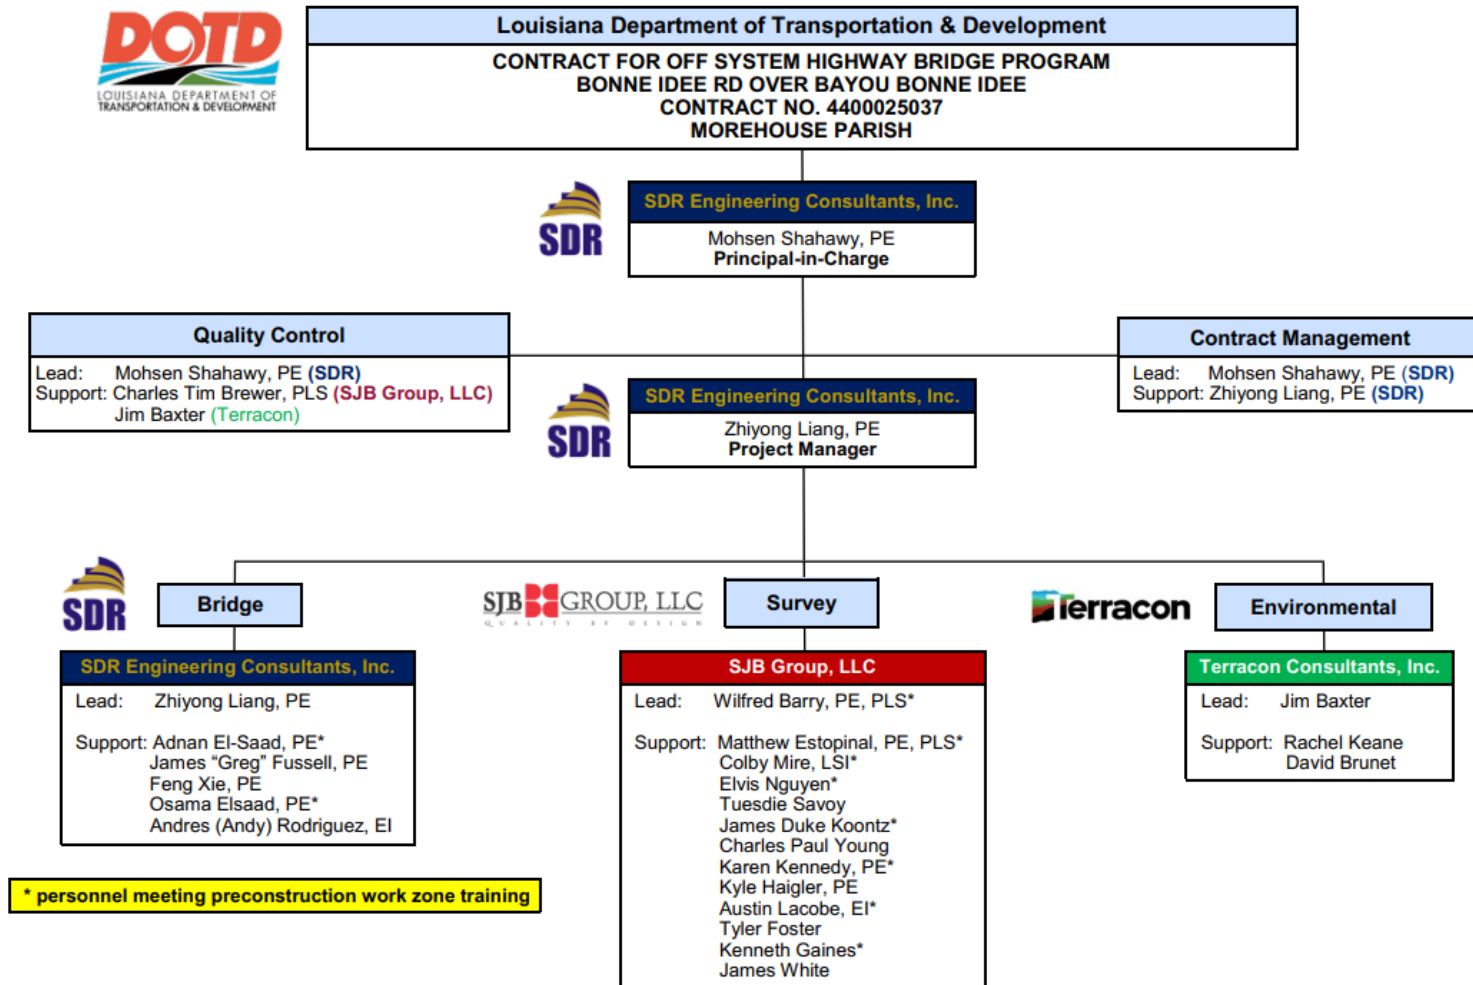 DOTD
LOUISIANA DEPARTMENT OF
TRANSPORTATION & DEVELOPMENT
Louisiana Department of Transportation & Development
CONTRACT FOR OFF SYSTEM HIGHWAY BRIDGE PROGRAM
BONNE IDEE RD OVER BAYOU BONNE IDEE
CONTRACT NO. 4400025037
MOREHOUSE PARISH
SDR
SDR Engineering Consultants, Inc.
Mohsen Shahawy, PE
Principal-in-Charge
Quality Control
Lead: Mohsen Shahawy, PE (SDR)
Support: Charles Tim Brewer, PLS (SJB Group, LLC)
Jim Baxter (Terracon)
Contract Management
Lead: Mohsen Shahawy, PE (SDR)
Support: Zhiyong Liang, PE (SDR)
SDR
SDR Engineering Consultants, Inc.
Zhiyong Liang, PE
Project Manager
SDR
Bridge
SDR Engineering Consultants, Inc.
Lead: Zhiyong Liang, PE
Support: Adnan El-Saad, PE*
James “Greg” Fussell, PE
Feng Xie, PE
Osama Elsaad, PE*
Andres (Andy) Rodriguez, EI
* personnel meeting preconstruction work zone training
SJB GROUP, LLC
QUALITY BY DESIGN
Survey
SJB Group, LLC
Lead: Wilfred Barry, PE, PLS*
Support: Matthew Estopinal, PE, PLS*
Colby Mire, LSI*
Elvis Nguyen*
Tuesdie Savoy
James Duke Koontz*
Charles Paul Young
Karen Kennedy, PE*
Kyle Haigler, PE
Austin Lacobe, EI*
Tyler Foster
Kenneth Gaines*
James White
Terracon
Environmental
Terracon Consultants, Inc.
Lead: Jim Baxter
Support: Rachel Keane
David Brunet